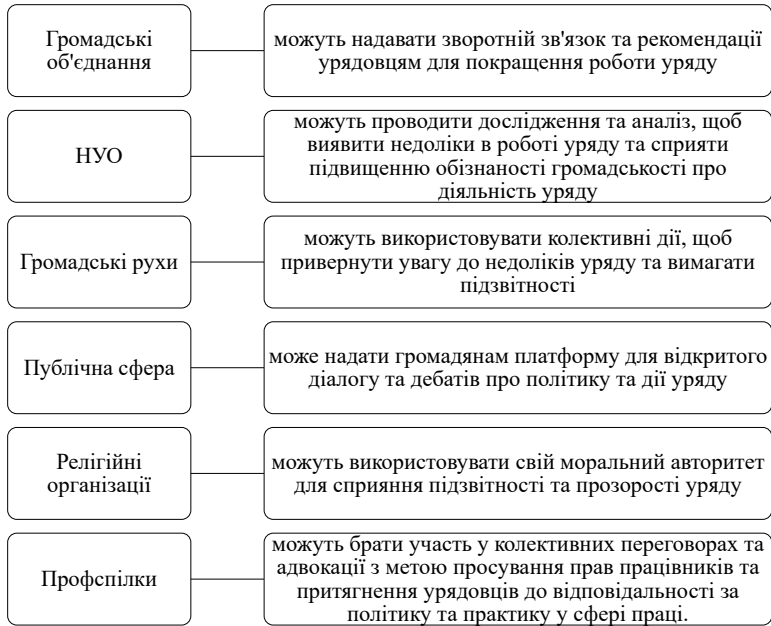 Громадські
об'єднання
можуть надавати зворотній зв'язок та рекомендації
урядовцям для покращення роботи уряду
НУО
можуть проводити дослідження та аналіз, щоб
виявити недоліки в роботі уряду та сприяти
підвищенню обізнаності громадськості про
діяльність уряду
Громадські рухи
можуть використовувати колективні дії, щоб
привернути увагу до недоліків уряду та вимагати
підзвітності
Публічна сфера
може надати громадянам платформу для відкритого
діалогу та дебатів про політику та дії уряду
Релігійні
організації
можуть використовувати свій моральний авторитет
для сприяння підзвітності та прозорості уряду
Профспілки
можуть брати участь у колективних переговорах та
адвокації з метою просування прав працівників та
притягнення урядовців до відповідальності за
політику та практику у сфері праці.